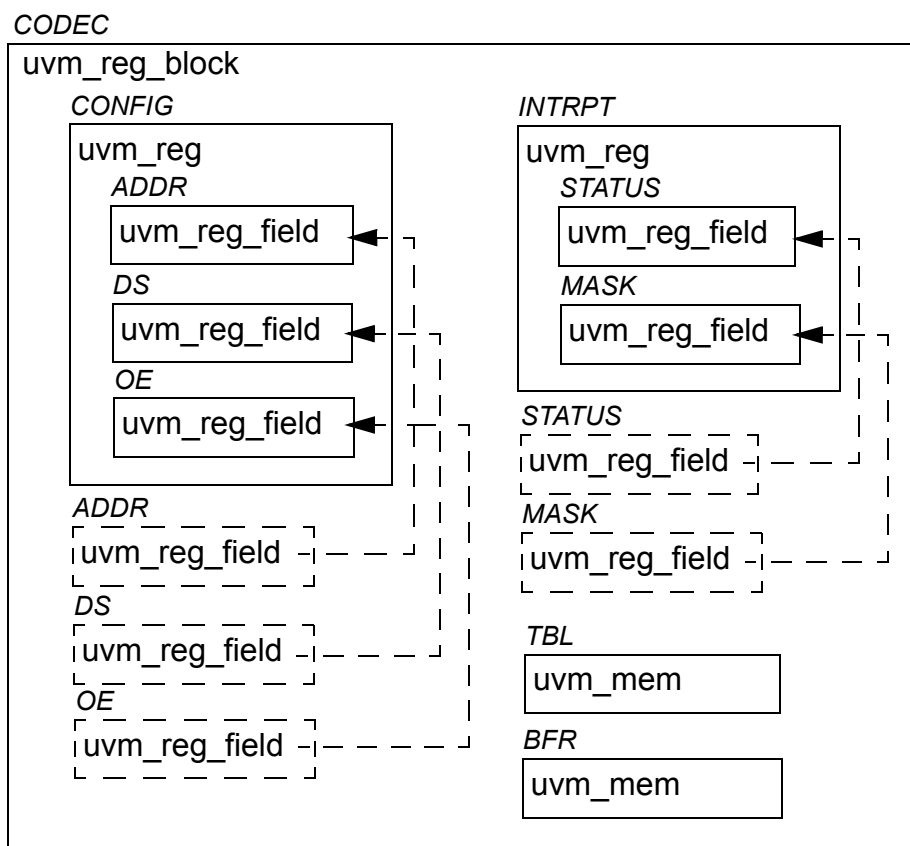 CODEC
uvm_reg_block
CONFIG
uvm_reg
ADDR
uvm_reg_field
DS
uvm_reg_field
OE
uvm_reg_field
ADDR
uvm_reg_field
DS
uvm_reg_field
OE
uvm_reg_field
INTRPT
uvm_reg
STATUS
uvm_reg_field
MASK
uvm_reg_field
STATUS
uvm_reg_field
MASK
uvm_reg_field
TBL
uvm_mem
BFR
uvm_mem